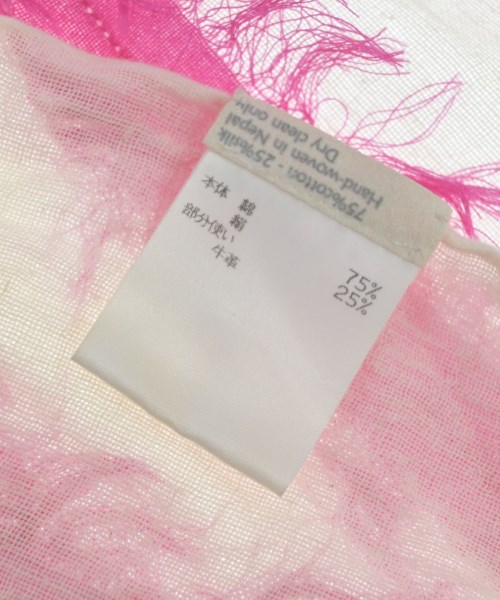 75%cotton - 25%silk
Hand-woven in Nepal
Dry clean only
本体 綿 75%
絹 25%
部分使い
牛革